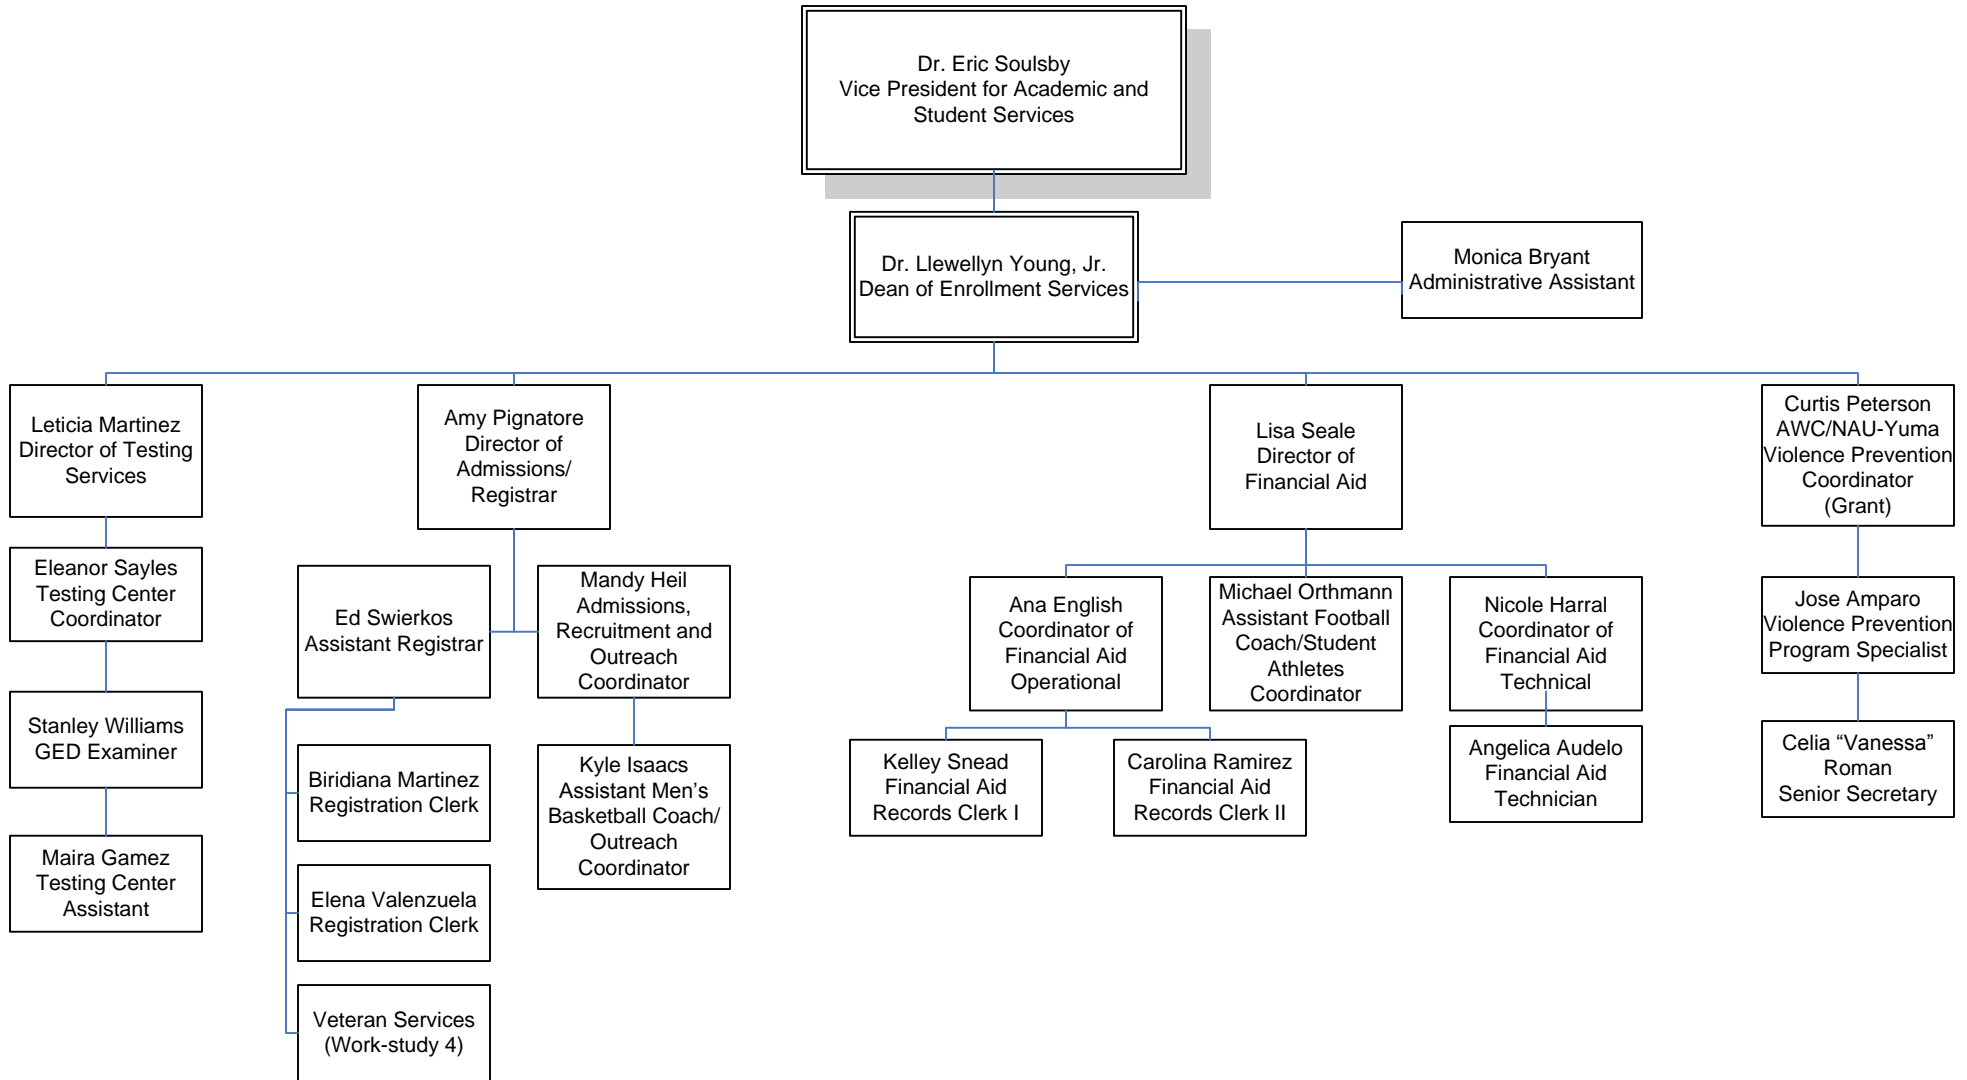 Dr. Eric Soulsby
Vice President for Academic and
Student Services
Dr. Llewellyn Young, Jr.
Dean of Enrollment Services
Monica Bryant
Administrative Assistant
Leticia Martinez
Director of Testing
Services
Amy Pignatore
Director of
Admissions/
Registrar
Lisa Seale
Director of
Financial Aid
Curtis Peterson
AWC/NAU-Yuma
Violence Prevention
Coordinator
(Grant)
Eleanor Sayles
Testing Center
Coordinator
Ed Swierkos
Assistant Registrar
Mandy Heil
Admissions,
Recruitment and
Outreach
Coordinator
Ana English
Coordinator of
Financial Aid
Operational
Michael Orthmann
Assistant Football
Coach/Student
Athletes
Coordinator
Nicole Harral
Coordinator of
Financial Aid
Technical
Jose Amparo
Violence Prevention
Program Specialist
Stanley Williams
GED Examiner
Biridiana Martinez
Registration Clerk
Kyle Isaacs
Assistant Men’s
Basketball Coach/
Outreach
Coordinator
Kelley Snead
Financial Aid
Records Clerk I
Carolina Ramirez
Financial Aid
Records Clerk II
Angelica Audelo
Financial Aid
Technician
Celia “Vanessa”
Roman
Senior Secretary
Maira Gamez
Testing Center
Assistant
Elena Valenzuela
Registration Clerk
Veteran Services
(Work-study 4)